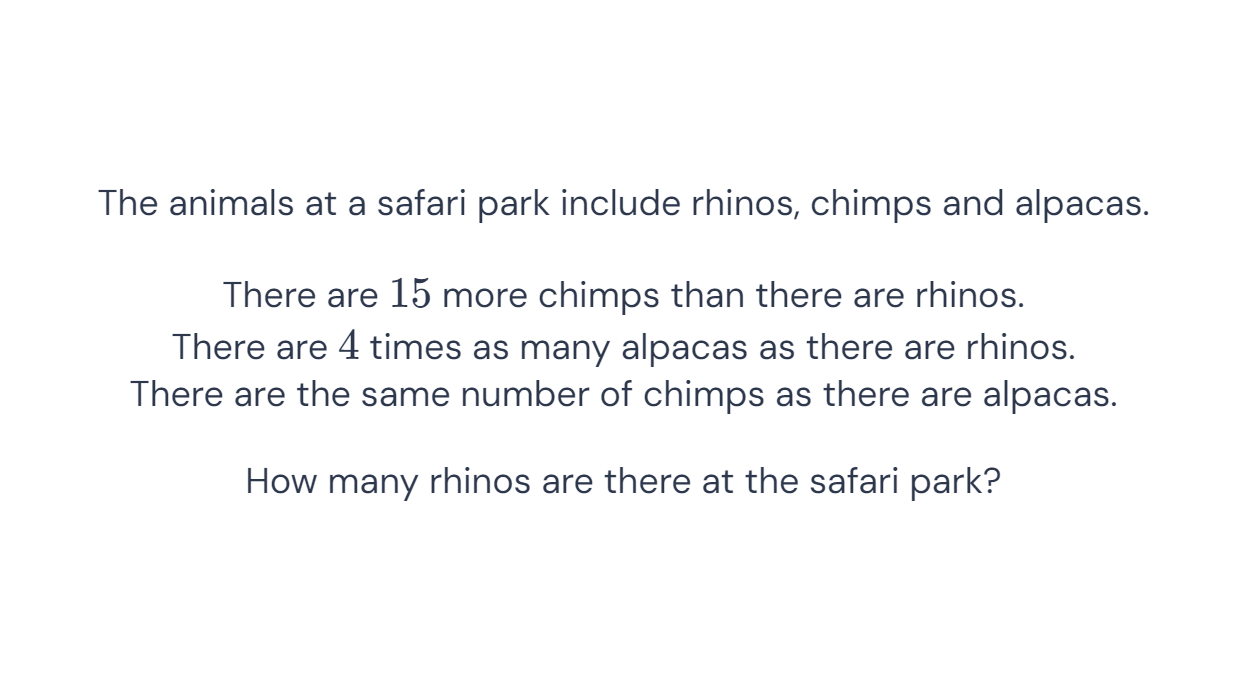 The animals at a safari park include rhinos, chimps and alpacas.
There are 15 more chimps than there are rhinos.
There are 4 times as many alpacas as there are rhinos.
There are the same number of chimps as there are alpacas.
How many rhinos are there at the safari park?